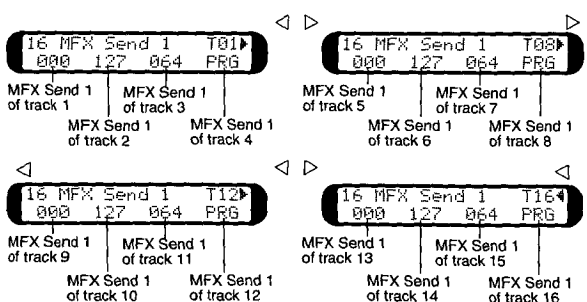 16 MFX Send 1 T01▶
000 127 064 PRG
MFX Send 1 of track 1
MFX Send 1 of track 2
MFX Send 1 of track 3
MFX Send 1 of track 4
16 MFX Send 1 T08▶
000 127 064 PRG
MFX Send 1 of track 5
MFX Send 1 of track 6
MFX Send 1 of track 7
MFX Send 1 of track 8
16 MFX Send 1 T12▶
000 127 064 PRG
MFX Send 1 of track 9
MFX Send 1 of track 10
MFX Send 1 of track 11
MFX Send 1 of track 12
16 MFX Send 1 T16◀
000 127 064 PRG
MFX Send 1 of track 13
MFX Send 1 of track 14
MFX Send 1 of track 15
MFX Send 1 of track 16